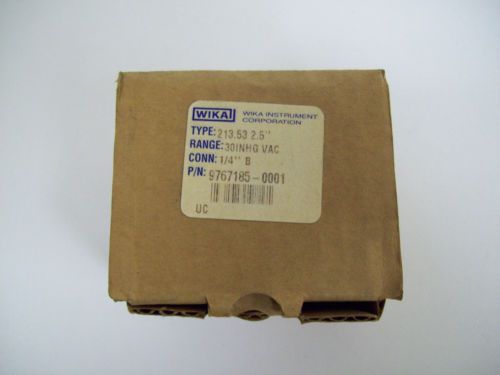 WIKA
WIKA INSTRUMENT
CORPORATION
TYPE: 213.53 2.5''
RANGE: 30INHG VAC
CONN: 1/4'' B
P/N: 9767185-0001
UC